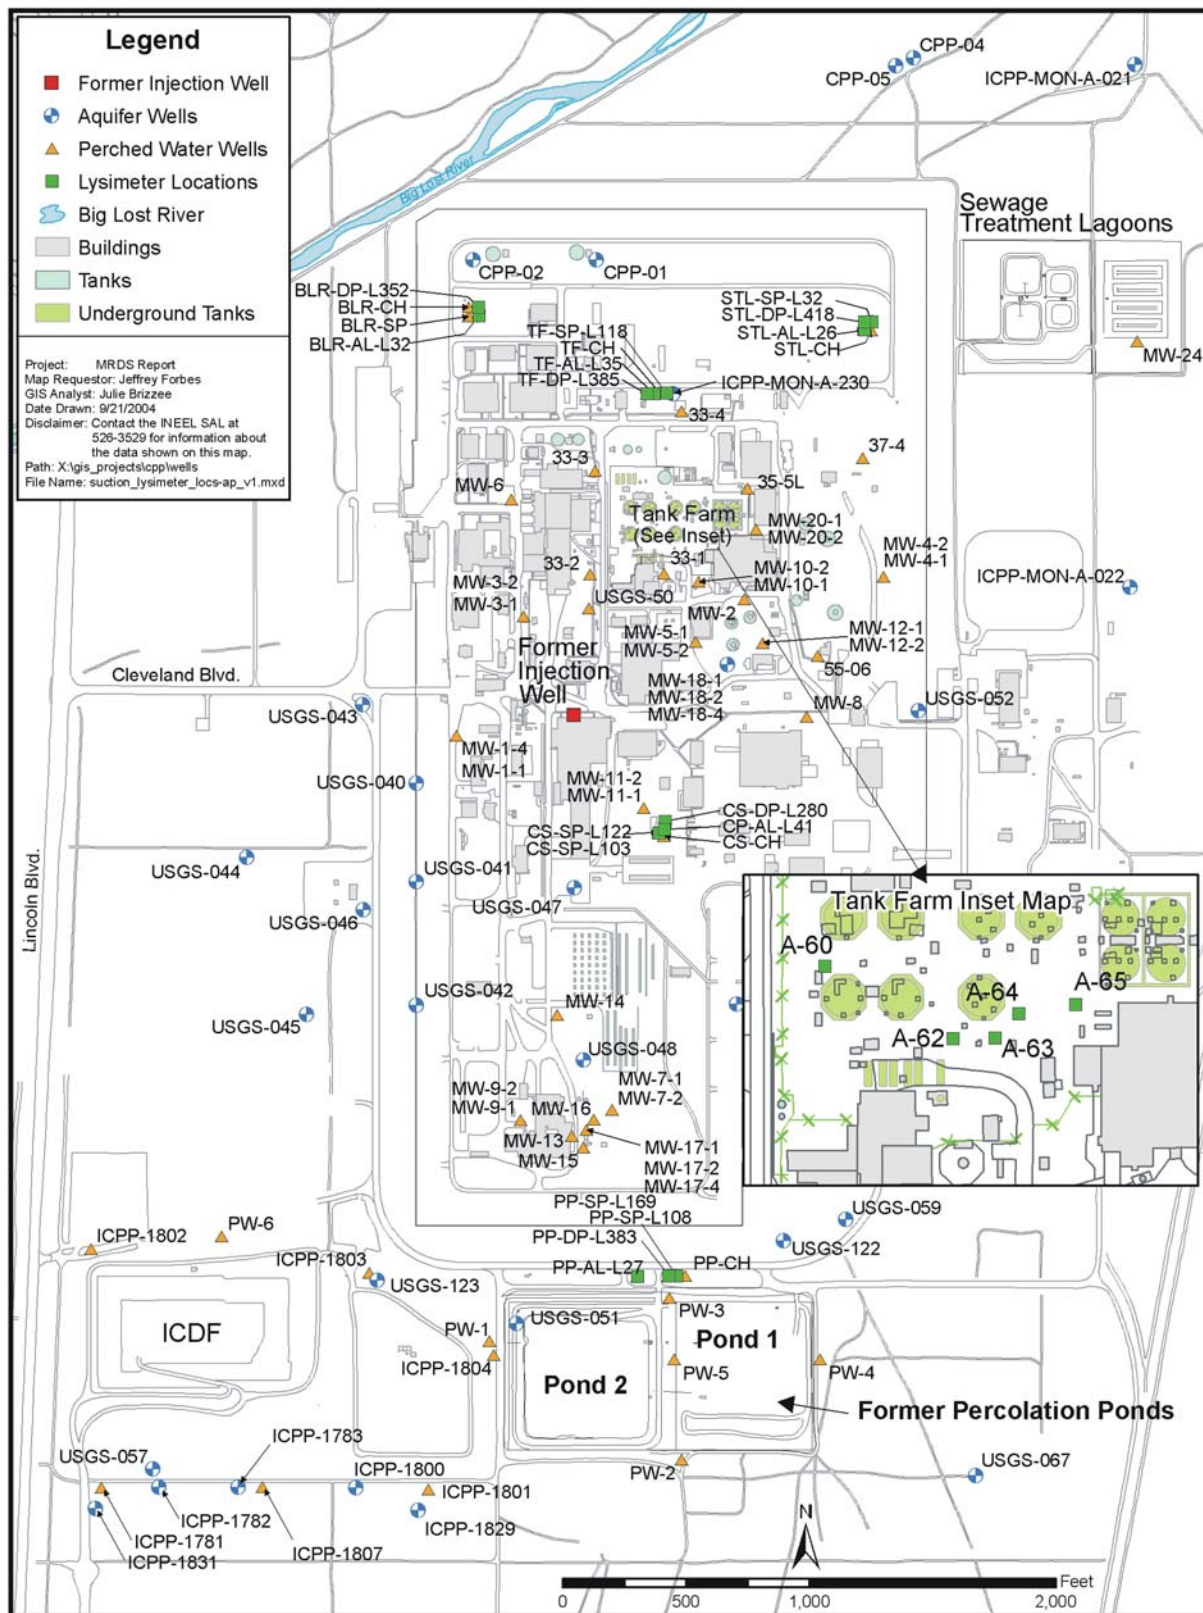 Legend
Former Injection Well
Aquifer Wells
Perched Water Wells
Lysimeter Locations
Big Lost River
Buildings
Tanks
Underground Tanks
Project: MRDS Report
Map Requestor: Jeffrey Forbes
GIS Analyst: Julie Brizzee
Date Drawn: 9/21/2004
Disclaimer: Contact the INEEL SAL at
526-3529 for information about
the data shown on this map.
Path: X:\gis_projects\cpp\wells
File Name: suction_lysimeter_locs-ap_v1.mxd
CPP-04
CPP-05
ICPP-MON-A-021
Big Lost River
Sewage
Treatment Lagoons
CPP-02
CPP-01
BLR-DP-L352
BLR-CH
BLR-SP
BLR-AL-L32
STL-SP-L32
STL-DP-L418
STL-AL-L26
STL-CH
MW-24
TF-SP-L118
TF-CH
TF-AL-L35
TF-DP-L385
ICPP-MON-A-230
33-4
37-4
33-3
35-5L
MW-6
Tank Farm
(See Inset)
MW-20-1
MW-20-2
MW-4-2
MW-4-1
33-2
33-1
MW-10-2
MW-10-1
ICPP-MON-A-022
MW-3-2
MW-3-1
USGS-50
MW-2
MW-5-1
MW-5-2
MW-12-1
MW-12-2
55-06
Former
Injection
Well
Cleveland Blvd.
MW-18-1
MW-18-2
MW-18-4
MW-8
USGS-052
USGS-043
MW-1-4
MW-1-1
USGS-040
MW-11-2
MW-11-1
CS-DP-L280
CP-AL-L41
CS-CH
CS-SP-L122
CS-SP-L103
Lincoln Blvd.
USGS-044
USGS-041
USGS-047
USGS-046
Tank Farm Inset Map
A-60
A-65
A-64
A-62
A-63
USGS-042
USGS-045
MW-14
USGS-048
MW-7-1
MW-7-2
MW-9-2
MW-9-1
MW-16
MW-13
MW-15
MW-17-1
MW-17-2
MW-17-4
PP-SP-L169
PP-SP-L108
PP-DP-L383
PP-AL-L27
PP-CH
USGS-059
USGS-122
ICPP-1802
PW-6
ICPP-1803
USGS-123
ICDF
PW-3
USGS-051
Pond 1
PW-1
ICPP-1804
Pond 2
PW-5
PW-4
Former Percolation Ponds
USGS-057
ICPP-1783
ICPP-1800
PW-2
USGS-067
ICPP-1801
ICPP-1782
ICPP-1829
ICPP-1781
ICPP-1807
ICPP-1831
N
Feet
0 500 1,000 2,000